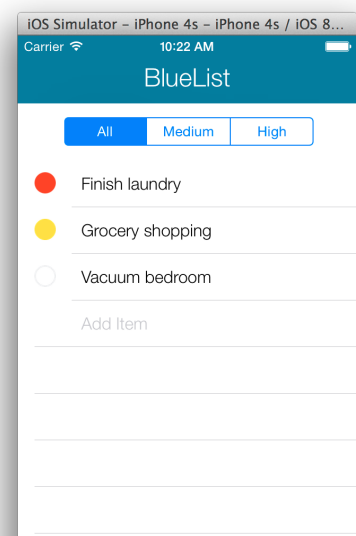 iOS Simulator – iPhone 4s – iPhone 4s / iOS 8...
Carrier 10:22 AM
BlueList
All Medium High
Finish laundry
Grocery shopping
Vacuum bedroom
Add Item